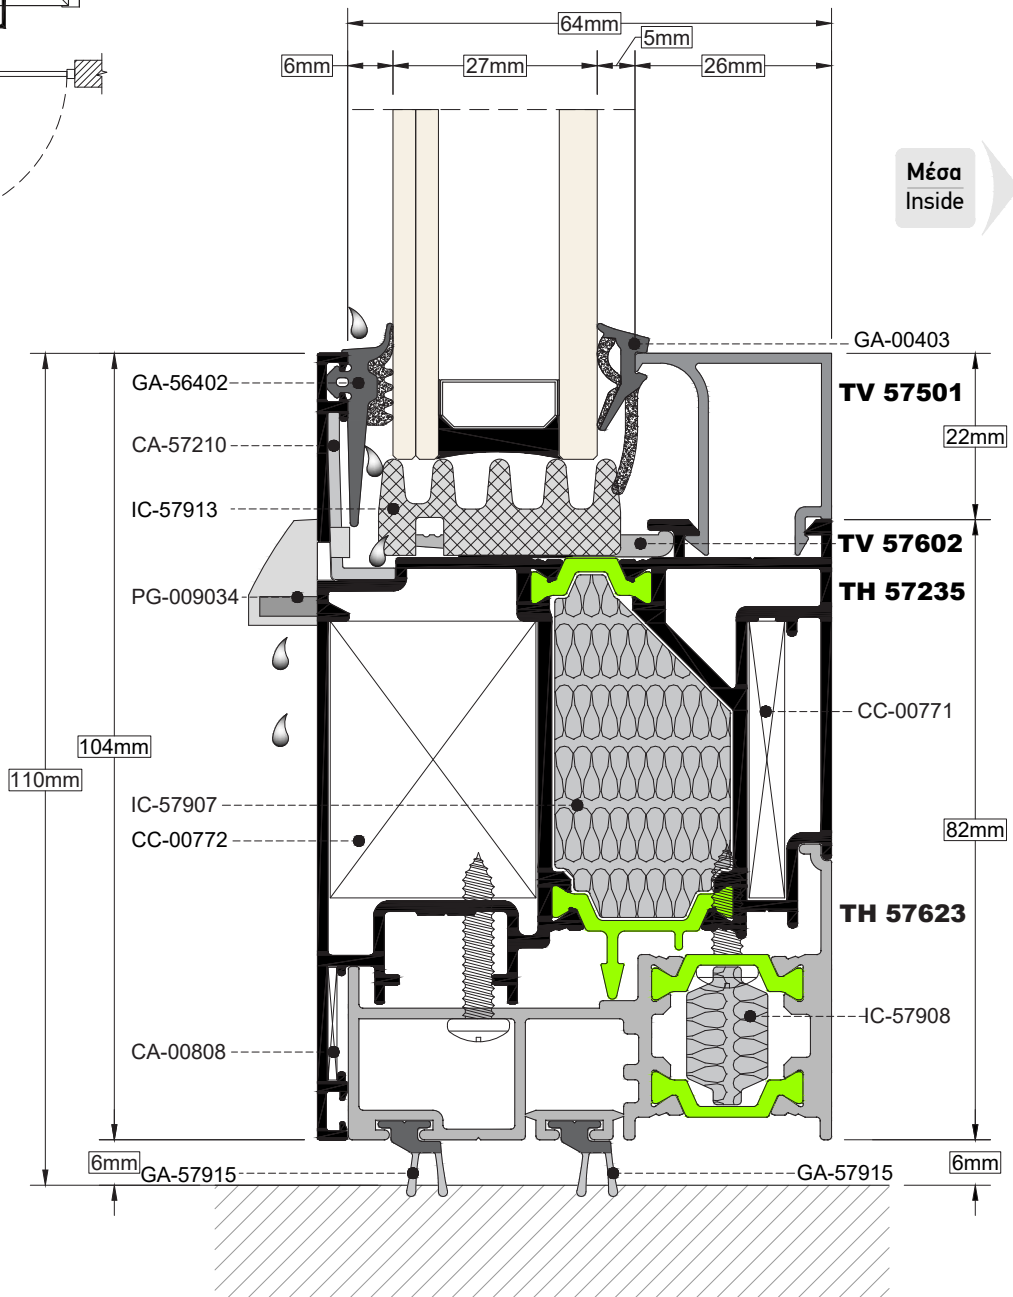 64mm
5mm
6mm
27mm
26mm
Μέσα
Inside
GA-00403
GA-56402
TV 57501
CA-57210
22mm
IC-57913
TV 57602
PG-009034
TH 57235
CC-00771
104mm
110mm
IC-57907
82mm
CC-00772
TH 57623
IC-57908
CA-00808
6mm
GA-57915
GA-57915
6mm